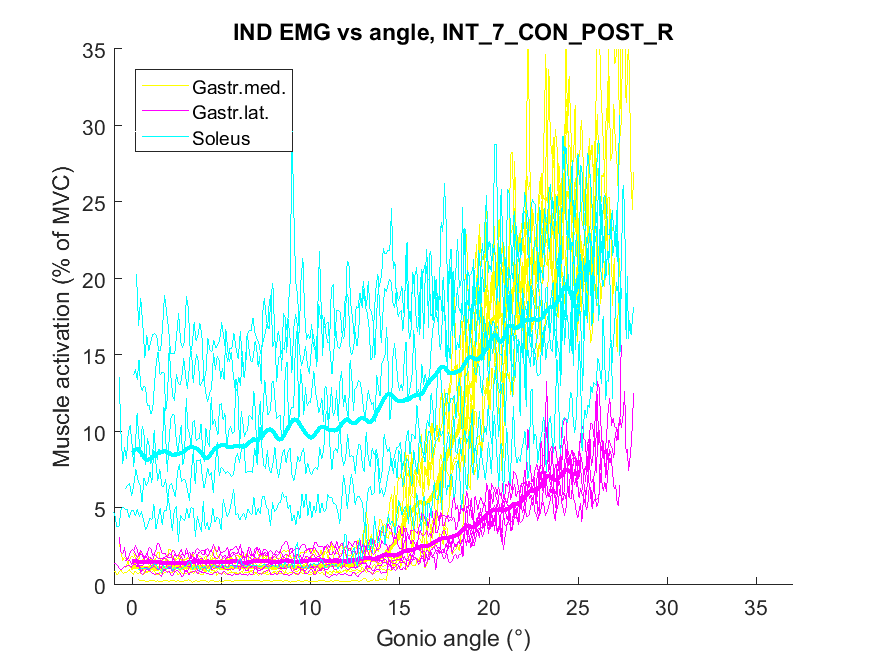 IND EMG vs angle, INT_7_CON_POST_R
35
30
25
20
15
10
5
0
Muscle activation (% of MVC)
Gastr.med.
Gastr.lat.
Soleus
0 5 10 15 20 25 30 35
Gonio angle (°)